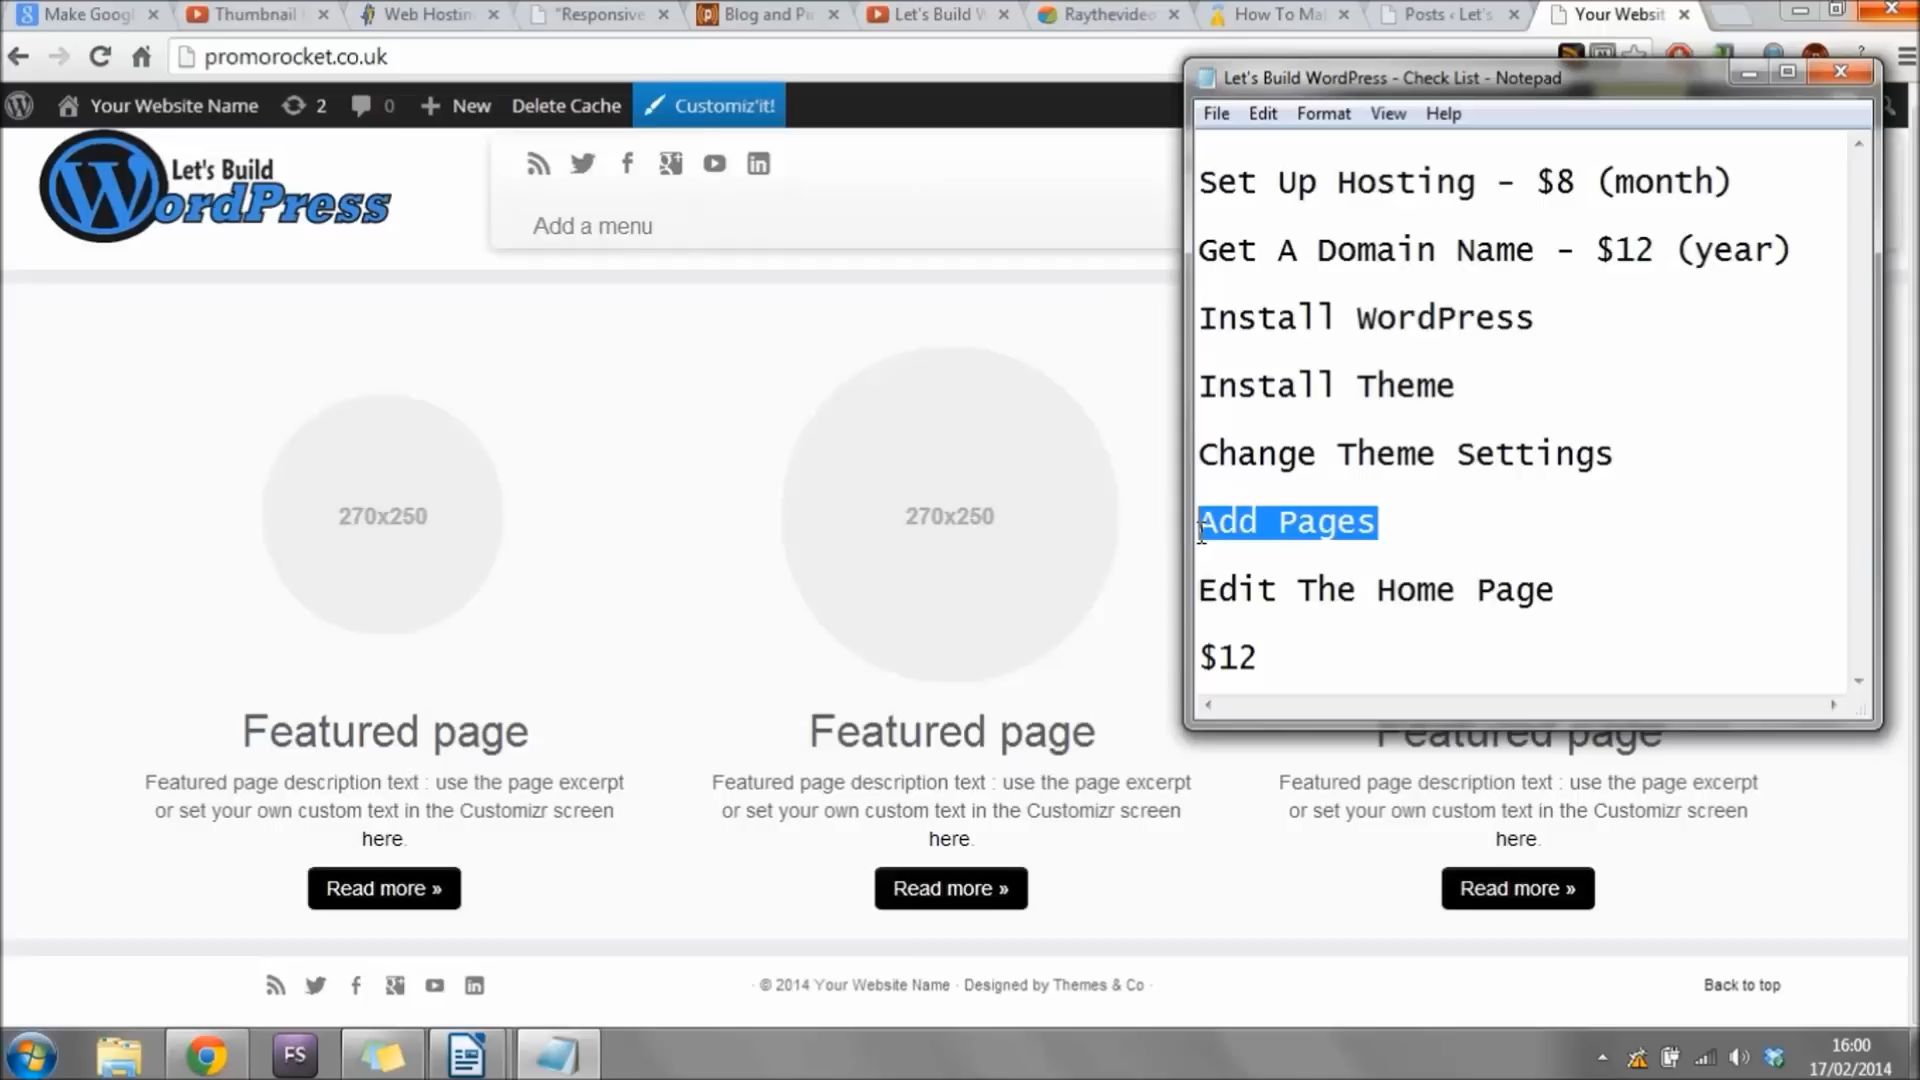 Make Googl
Thumbnail
Web Hostin
"Responsive
Blog and Pi
Let's Build W
Raythevideo
How To Mal
Posts ‹ Let's
Your Websit
promorocket.co.uk
Your Website Name
2
0
New
Delete Cache
Customiz'it!
Let's Build
WordPress
Add a menu
Let's Build WordPress - Check List - Notepad
File Edit Format View Help
Set Up Hosting - $8 (month)
Get A Domain Name - $12 (year)
Install WordPress
Install Theme
Change Theme Settings
Add Pages
Edit The Home Page
$12
270x250
270x250
Featured page
Featured page description text : use the page excerpt
or set your own custom text in the Customizr screen
here.
Read more »
Featured page
Featured page description text : use the page excerpt
or set your own custom text in the Customizr screen
here.
Read more »
Featured page
Featured page description text : use the page excerpt
or set your own custom text in the Customizr screen
here.
Read more »
· © 2014 Your Website Name · Designed by Themes & Co ·
Back to top
FS
16:00
17/02/2014